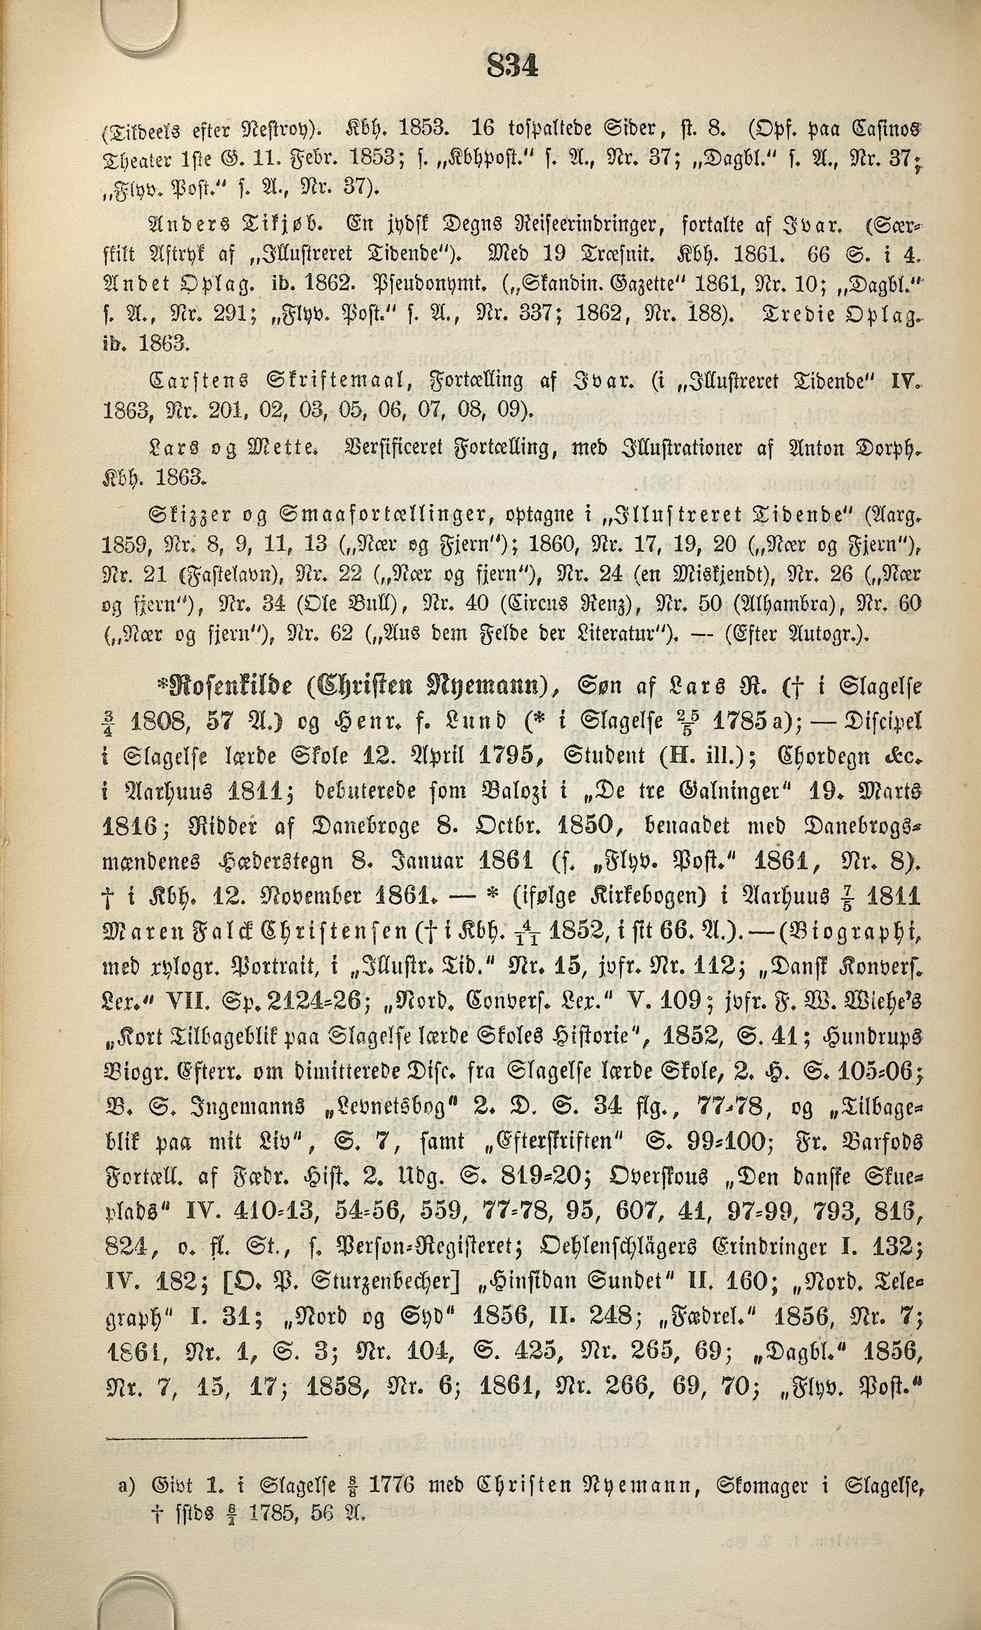 834
(Tildeels efter Nestroy). Kbh. 1853. 16 tospaltede Sider, st. 8. (Opf. paa Casinos
Theater 1ste G. 11. Febr. 1853; s. „Kbhpost.“ s. A., Nr. 37; „Dagbl.“ s. A., Nr. 37;
„Flyv. Post.“ s. A., Nr. 37).
Anders Tikjøb. En jydsk Degns Reiseerindringer, fortalte af Ivar. (Sær-
skilt Aftryk af „Illustreret Tidende“). Med 19 Træsnit. Kbh. 1861. 66 S. i 4.
Andet Oplag. ib. 1862. Pseudonymt. („Skandin. Gazette“ 1861, Nr. 10; „Dagbl.“
s. A., Nr. 291; „Flyv. Post.“ s. A., Nr. 337; 1862, Nr. 188). Tredie Oplag.
ib. 1863.
Carstens Skriftemaal, Fortælling af Ivar. (i „Illustreret Tidende“ IV.
1863, Nr. 201, 02, 03, 05, 06, 07, 08, 09).
Lars og Mette. Versificeret Fortælling, med Illustrationer af Anton Dorph.
Kbh. 1863.
Skizzer og Smaafortællinger, optagne i „Illustreret Tidende“ (Aarg.
1859, Nr. 8, 9, 11, 13 („Nær og Fjern“); 1860, Nr. 17, 19, 20 („Nær og Fjern“),
Nr. 21 (Fastelavn), Nr. 22 („Nær og fjern“), Nr. 24 (en Miskjendt), Nr. 26 („Nær
og fjern“), Nr. 34 (Ole Bull), Nr. 40 (Circus Renz), Nr. 50 (Alhambra), Nr. 60
(„Nær og fjern“), Nr. 62 („Aus dem Felde der Literatur“). — (Efter Autogr.).
*Rosenkilde (Christen Nyemann), Søn af Lars R. († i Slagelse
3/4 1808, 57 A.) og Henr. f. Lund (* i Slagelse 25/5 1785 a); — Discipel
i Slagelse lærde Skole 12. April 1795, Student (H. ill.); Chordegn &c.
i Aarhuus 1811; debuterede som Balozi i „De tre Galninger“ 19. Marts
1816; Ridder af Danebroge 8. Octbr. 1850, benaadet med Danebrogs-
mændenes Hæderstegn 8. Januar 1861 (s. „Flyv. Post.“ 1861, Nr. 8).
† i Kbh. 12. November 1861. — * (ifølge Kirkebogen) i Aarhuus 7/5 1811
Maren Falck Christensen († i Kbh. 4/11 1852, i sit 66. A.). — (Biographi,
med xylogr. Portrait, i „Illustr. Tid.“ Nr. 15, jvfr. Nr. 112; „Dansk Konvers.
Lex.“ VII. Sp. 2124-26; „Nord. Convers. Lex.“ V. 109; jvfr. F. W. Wiehe's
„Kort Tilbageblik paa Slagelse lærde Skoles Historie“, 1852, S. 41; Hundrups
Biogr. Efterr. om dimitterede Disc. fra Slagelse lærde Skole, 2. H. S. 105-06;
B. S. Ingemanns „Levnetsbog“ 2. D. S. 34 flg., 77-78, og „Tilbage-
blik paa mit Liv“, S. 7, samt „Efterskriften“ S. 99-100; Fr. Barfods
Fortæll. af Fædr. Hist. 2. Udg. S. 819-20; Overskous „Den danske Skue-
plads“ IV. 410-13, 54-56, 559, 77-78, 95, 607, 41, 97-99, 793, 816,
824, o. fl. St., s. Person-Registeret; Oehlenschlägers Erindringer I. 132;
IV. 182; [O. P. Sturzenbecher] „Hinsidan Sundet“ II. 160; „Nord. Tele-
graph“ I. 31; „Nord og Syd“ 1856, II. 248; „Fædrel.“ 1856, Nr. 7;
1861, Nr. 1, S. 3; Nr. 104, S. 425, Nr. 265, 69; „Dagbl.“ 1856,
Nr. 7, 15, 17; 1858, Nr. 6; 1861, Nr. 266, 69, 70; „Flyv. Post.“
a) Givt 1. i Slagelse 8/8 1776 med Christen Nyemann, Skomager i Slagelse,
† sstds 6/1 1785, 56 A.